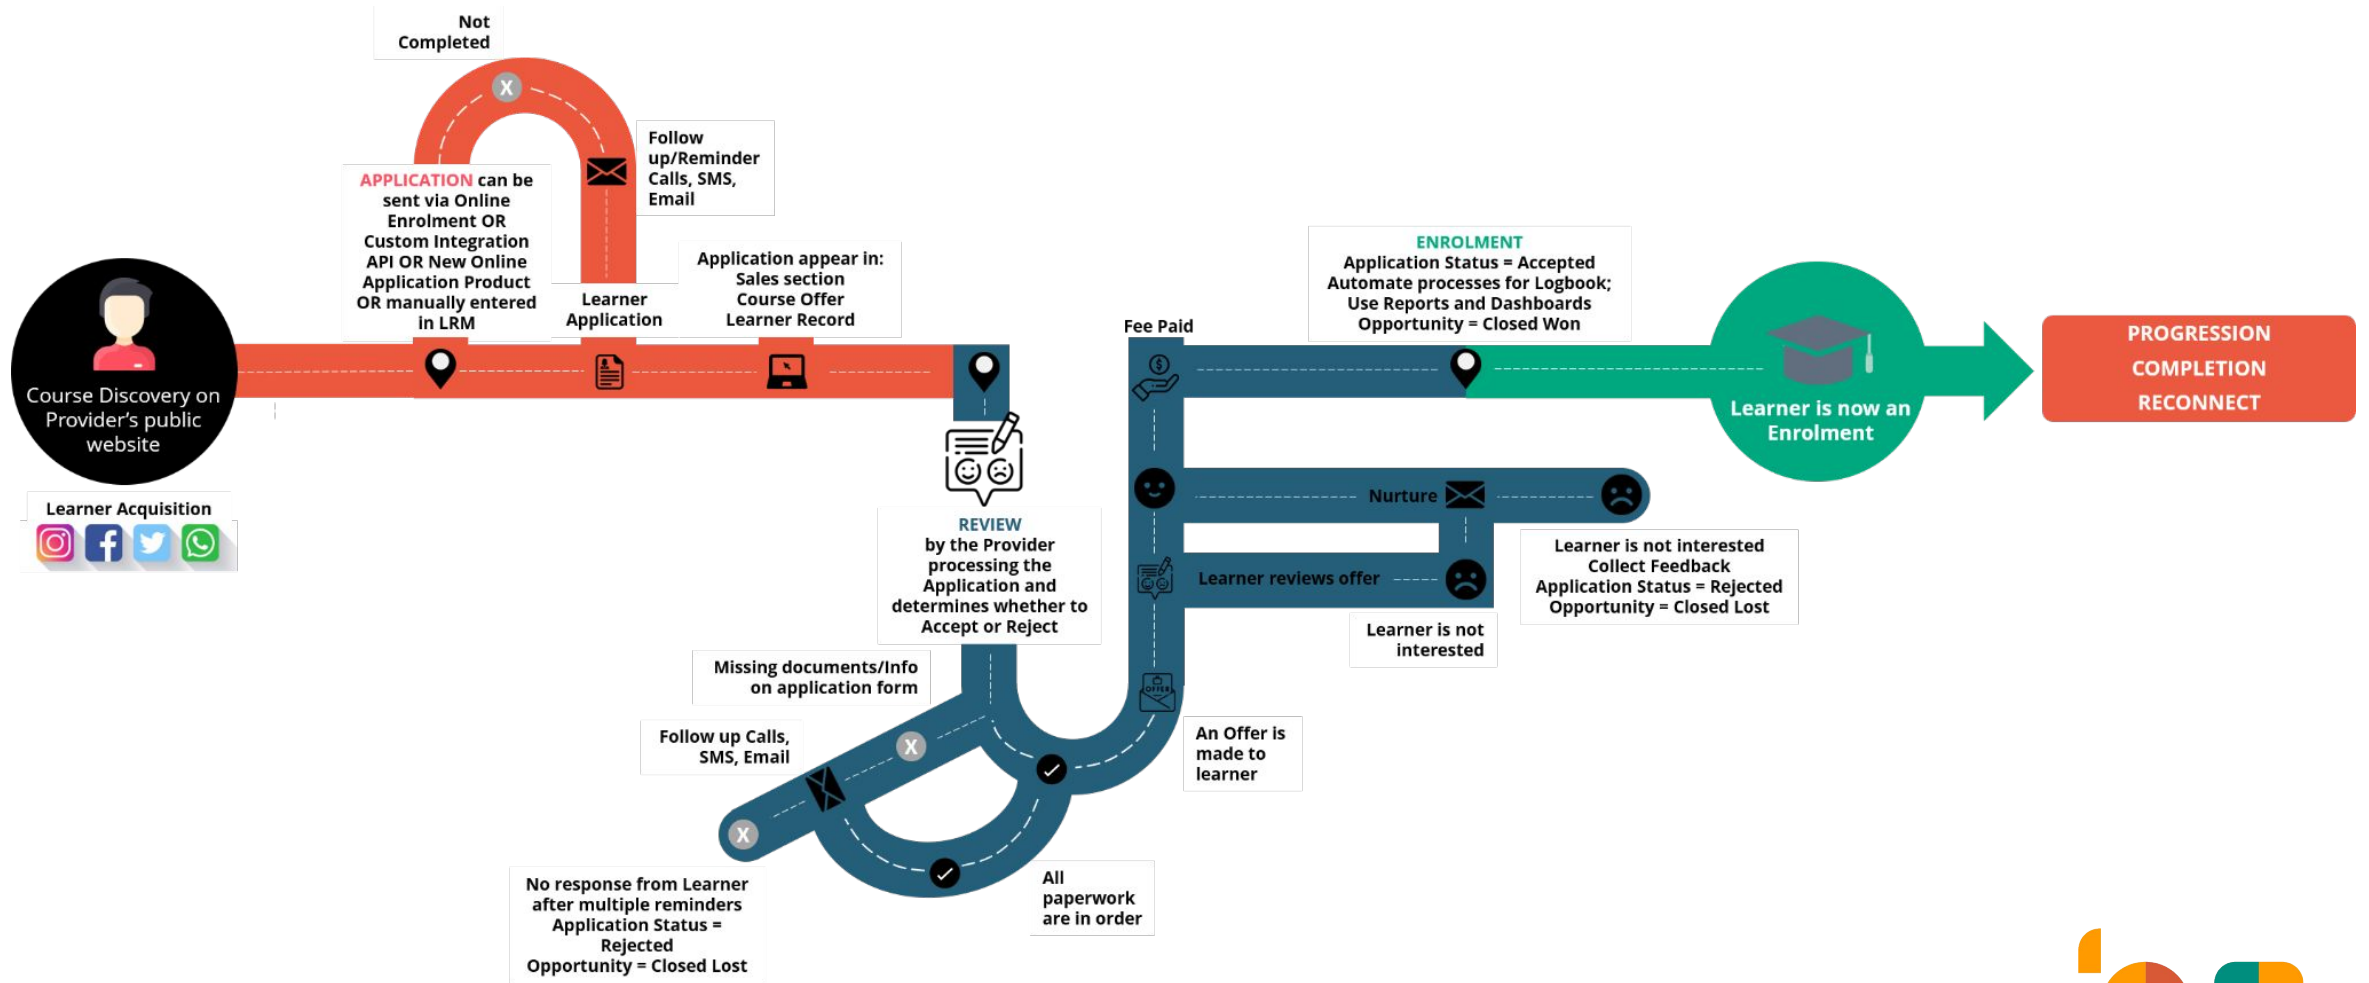 Not
Completed
Follow
up/Reminder
Calls, SMS,
Email
APPLICATION can be
sent via Online
Enrolment OR
Custom Integration
API OR New Online
Application Product
OR manually entered
in LRM
Learner
Application
Application appear in:
Sales section
Course Offer
Learner Record
Course Discovery on
Provider's public
website
Learner Acquisition
REVIEW
by the Provider
processing the
Application and
determines whether to
Accept or Reject
Missing documents/Info
on application form
Follow up Calls,
SMS, Email
X
X
X
No response from Learner
after multiple reminders
Application Status =
Rejected
Opportunity = Closed Lost
All
paperwork
are in order
OFFER
An Offer is
made to
learner
Learner reviews offer
Learner is not
interested
Nurture
Learner is not interested
Collect Feedback
Application Status = Rejected
Opportunity = Closed Lost
Fee Paid
$
ENROLMENT
Application Status = Accepted
Automate processes for Logbook;
Use Reports and Dashboards
Opportunity = Closed Won
Learner is now an
Enrolment
PROGRESSION
COMPLETION
RECONNECT